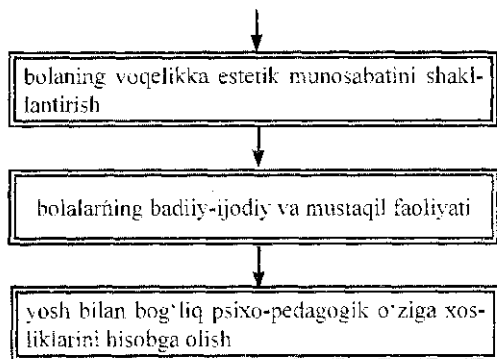 bolaning voqelikka estetik munosabatini shakl-
lantirish
bolalarning badiiy-ijodiy va mustaqil faoliyati
yosh bilan bog‘liq psixo-pedagogik o‘ziga xos-
liklarini hisobga olish